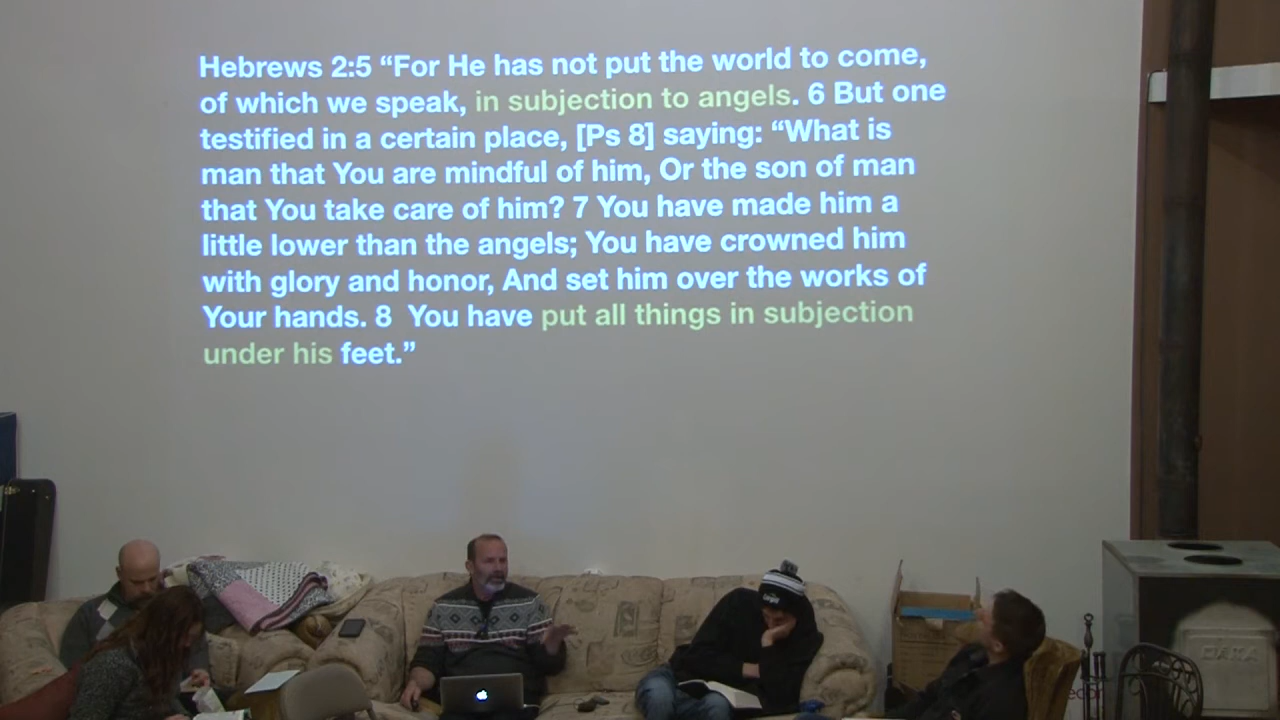 Hebrews 2:5 “For He has not put the world to come,
of which we speak, in subjection to angels. 6 But one
testified in a certain place, [Ps 8] saying: “What is
man that You are mindful of him, Or the son of man
that You take care of him? 7 You have made him a
little lower than the angels; You have crowned him
with glory and honor, And set him over the works of
Your hands. 8  You have put all things in subjection
under his feet.”